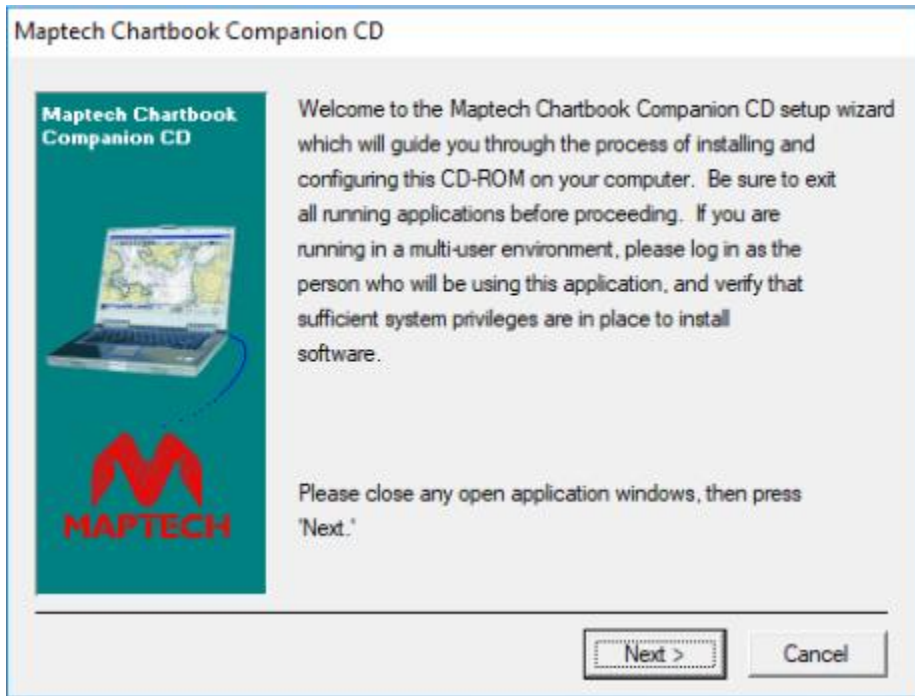 Maptech Chartbook Companion CD
Maptech Chartbook
Companion CD
MAPTECH
Welcome to the Maptech Chartbook Companion CD setup wizard
which will guide you through the process of installing and
configuring this CD-ROM on your computer.  Be sure to exit
all running applications before proceeding.  If you are
running in a multi-user environment, please log in as the
person who will be using this application, and verify that
sufficient system privileges are in place to install
software.
Please close any open application windows, then press
'Next.'
Next >
Cancel